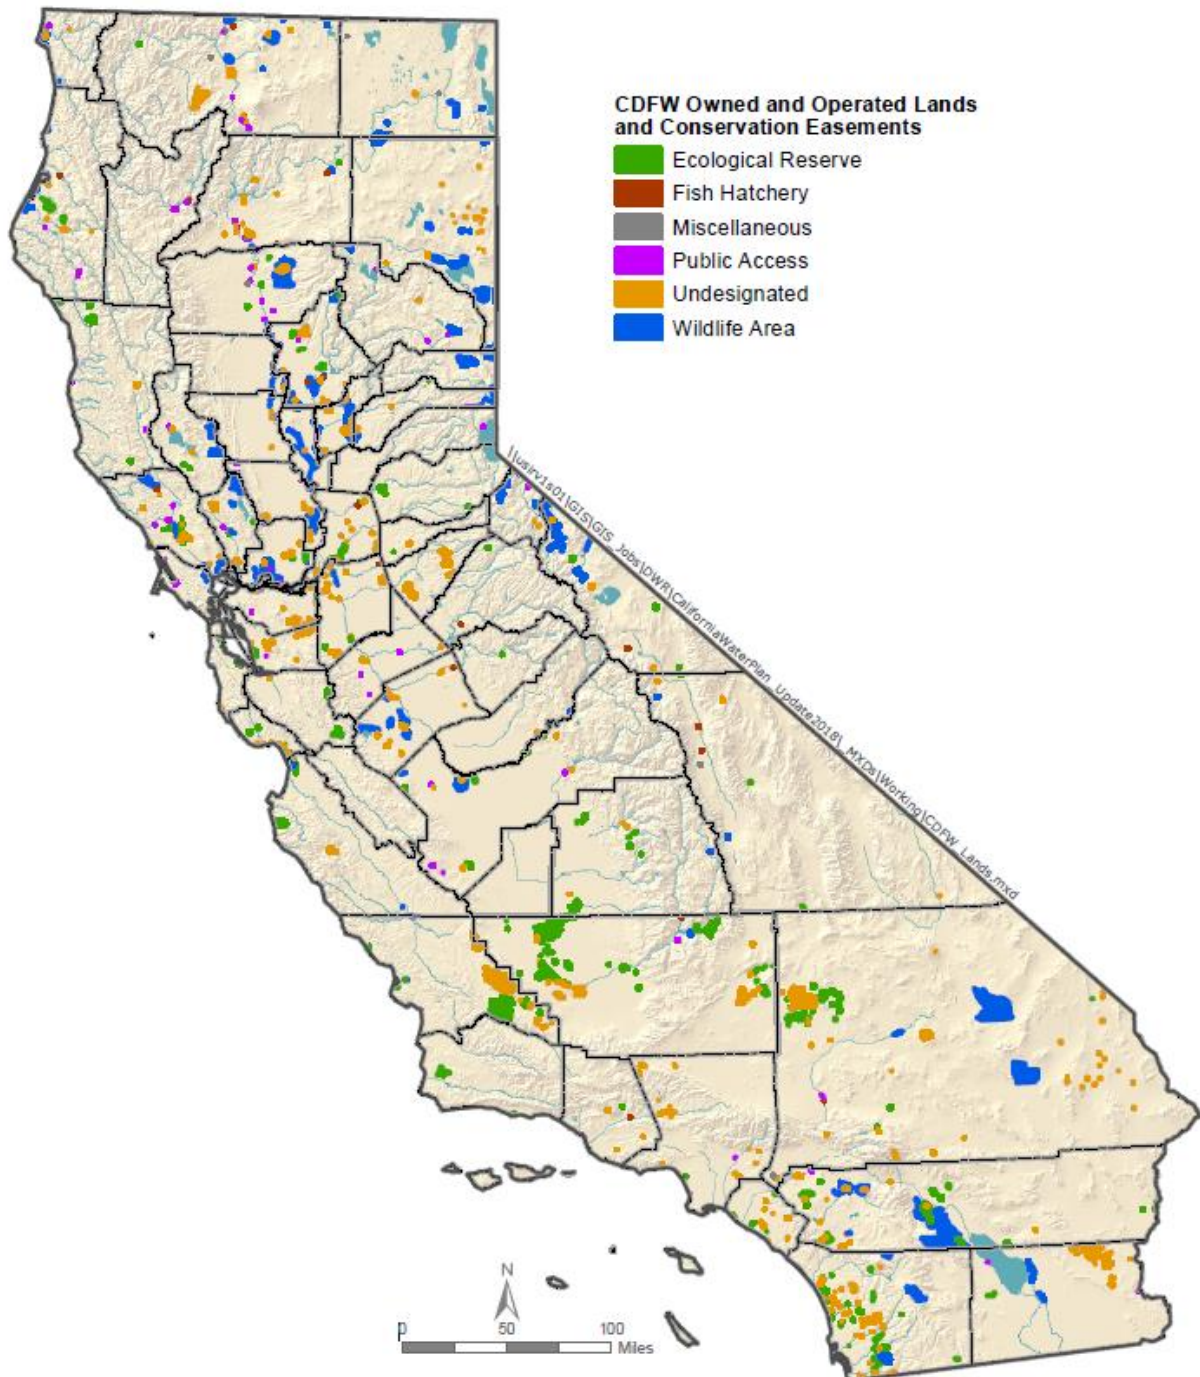 CDFW Owned and Operated Lands
and Conservation Easements
Ecological Reserve
Fish Hatchery
Miscellaneous
Public Access
Undesignated
Wildlife Area
\\usirv1s01\GIS\GIS_Jobs\DWR\CaliforniaWaterPlan_Update2018\_MXDs\Working\CDFW_Lands.mxd
N
0 50 100
Miles